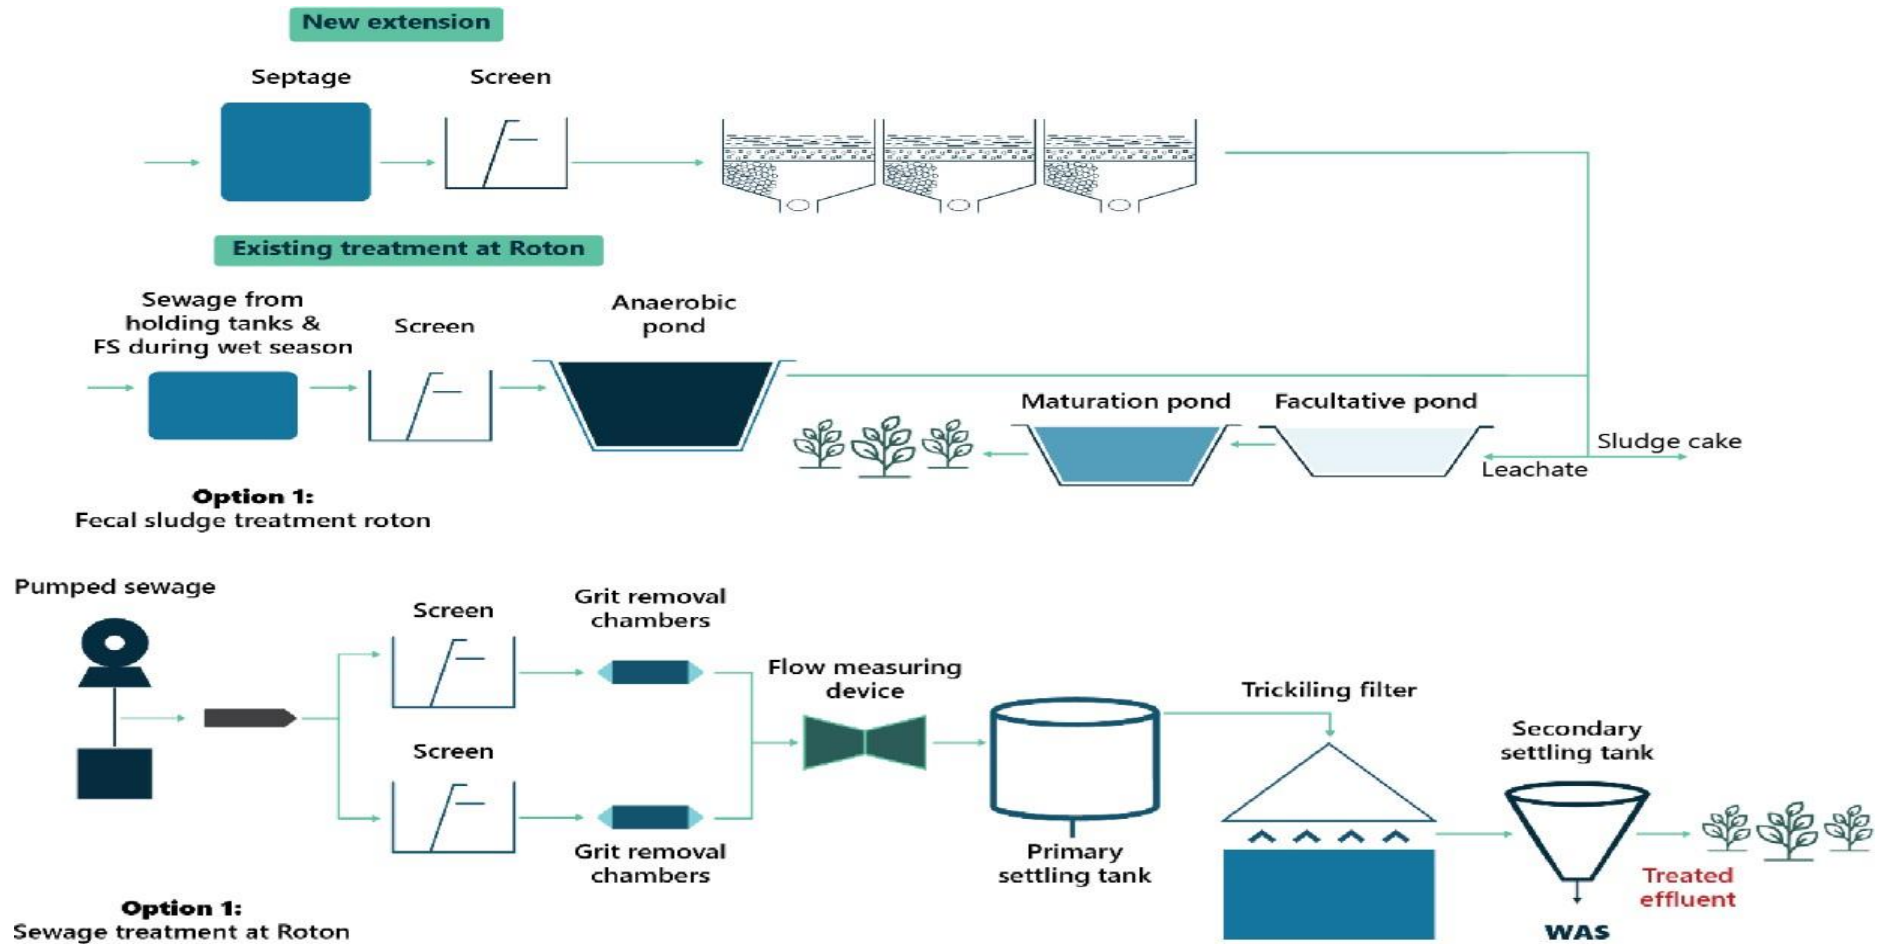 New extension
Septage
Screen
Existing treatment at Roton
Sewage from
holding tanks &
FS during wet season
Screen
Anaerobic
pond
Maturation pond
Facultative pond
Sludge cake
Leachate
Option 1:
Fecal sludge treatment roton
Pumped sewage
Screen
Grit removal
chambers
Flow measuring
device
Trickiling filter
Secondary
settling tank
Screen
Grit removal
chambers
Primary
settling tank
Treated
effluent
WAS
Option 1:
Sewage treatment at Roton